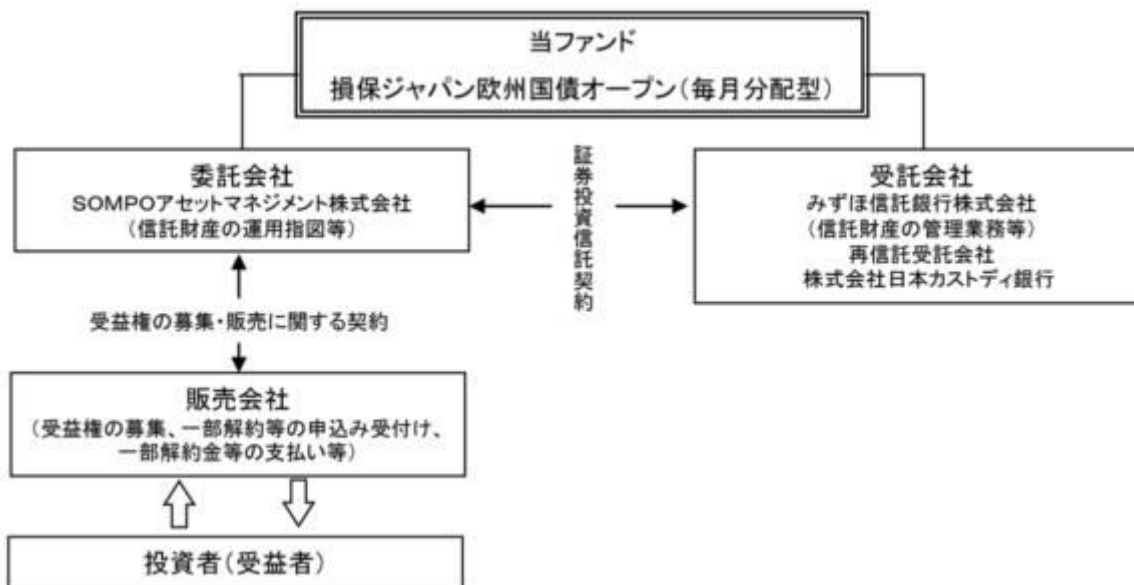 当ファンド
損保ジャパン欧州国債オープン(毎月分配型)
委託会社
SOMPOアセットマネジメント株式会社
(信託財産の運用指図等)
証券投資信託契約
受託会社
みずほ信託銀行株式会社
(信託財産の管理業務等)
再信託受託会社
株式会社日本カストディ銀行
受益権の募集・販売に関する契約
販売会社
(受益権の募集、一部解約等の申込み受付け、
一部解約金等の支払い等)
投資者(受益者)